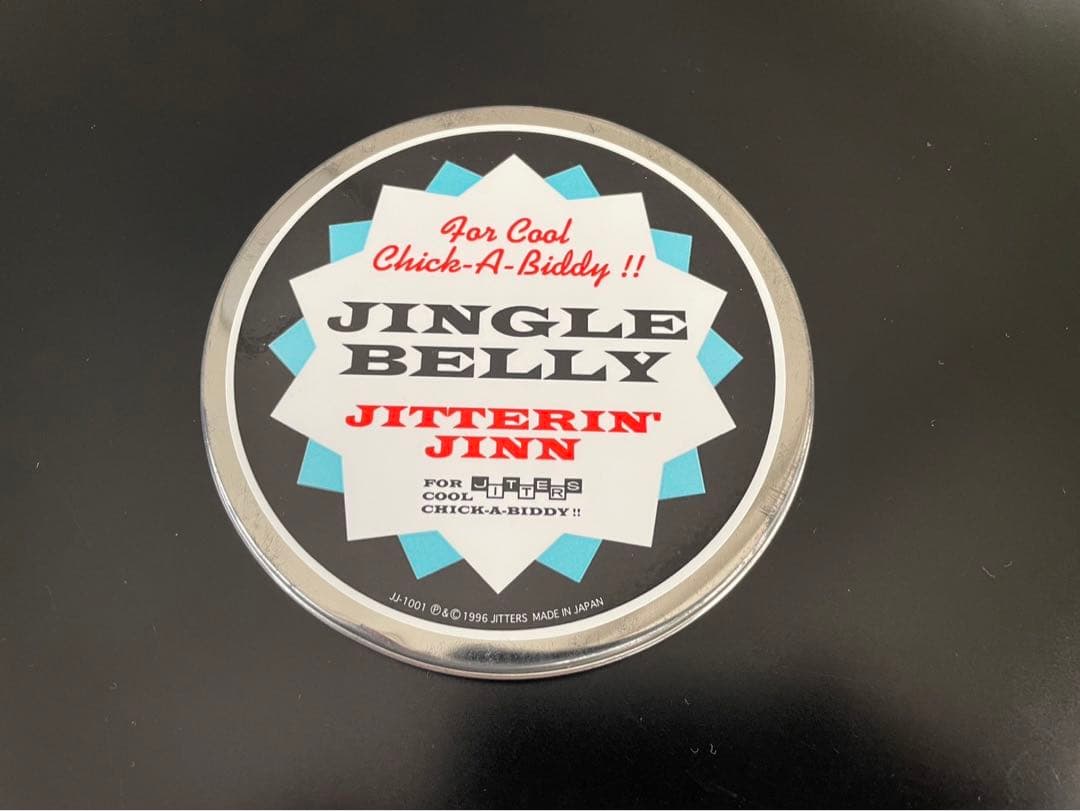 For Cool
Chick-A-Biddy !!
JINGLE
BELLY
JITTERIN'
JINN
FOR JITTERS
COOL
CHICK-A-BIDDY !!
JJ-1001 Ⓟ&© 1996 JITTERS MADE IN JAPAN